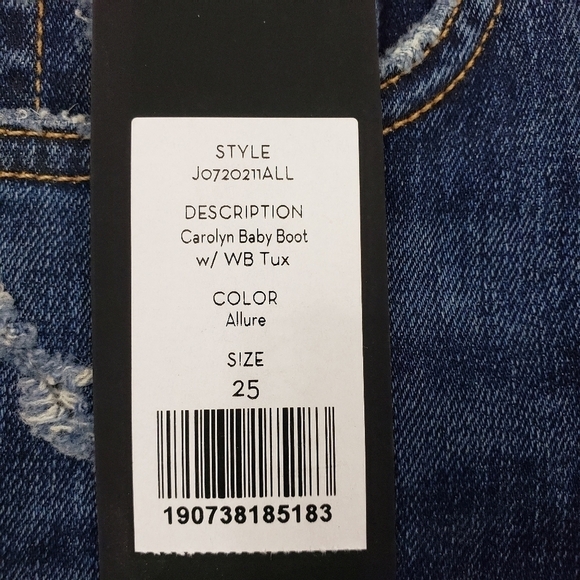 STYLE
J0720211ALL
DESCRIPTION
Carolyn Baby Boot
w/ WB Tux
COLOR
Allure
SIZE
25
190738185183